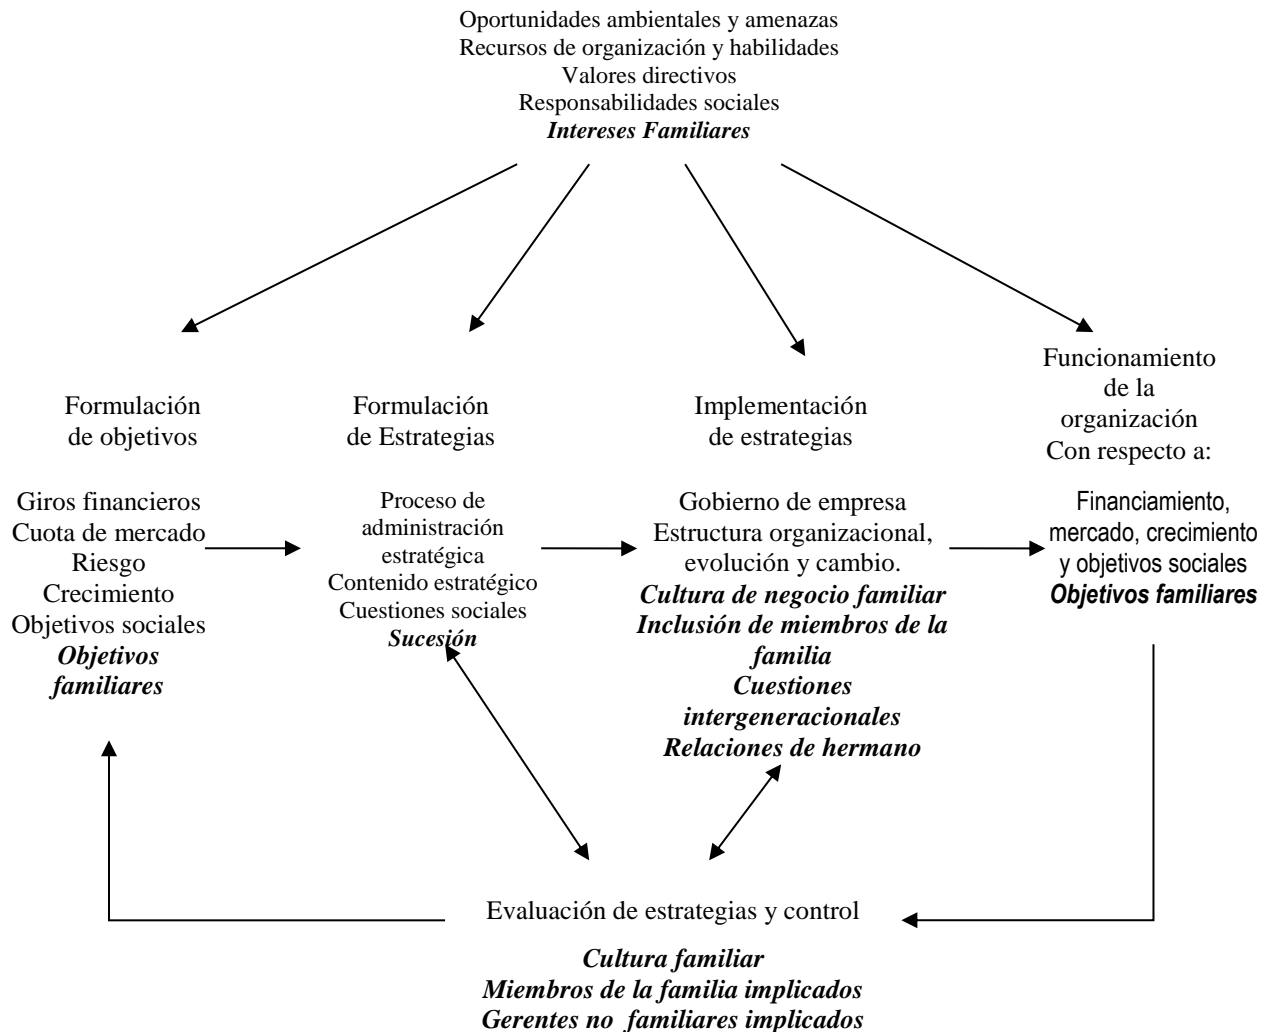 Oportunidades ambientales y amenazas
Recursos de organización y habilidades
Valores directivos
Responsabilidades sociales
Intereses Familiares
Formulación
de objetivos
Giros financieros
Cuota de mercado
Riesgo
Crecimiento
Objetivos sociales
Objetivos
familiares
Formulación
de Estrategias
Proceso de
administración
estratégica
Contenido estratégico
Cuestiones sociales
Sucesión
Implementación
de estrategias
Gobierno de empresa
Estructura organizacional,
evolución y cambio.
Cultura de negocio familiar
Inclusión de miembros de la
familia
Cuestiones
intergeneracionales
Relaciones de hermano
Funcionamiento
de la
organización
Con respecto a:
Financiamiento,
mercado, crecimiento
y objetivos sociales
Objetivos familiares
Evaluación de estrategias y control
Cultura familiar
Miembros de la familia implicados
Gerentes no familiares implicados